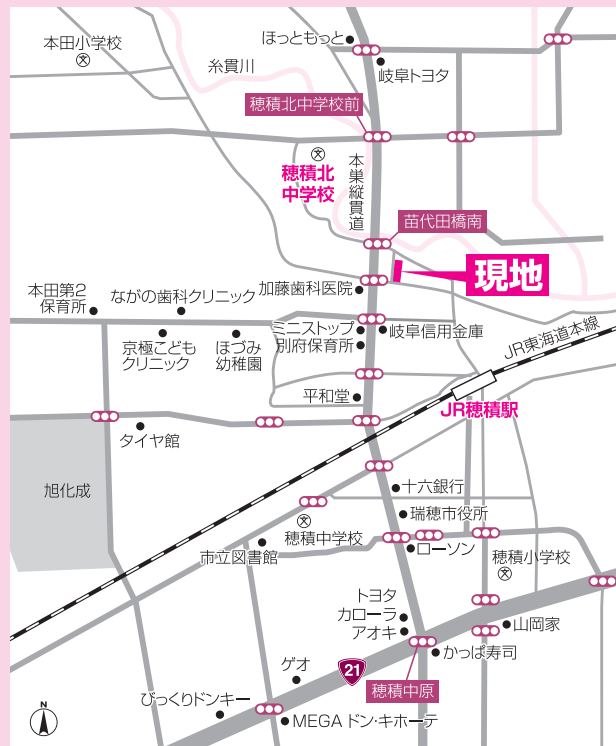 ほっともっと
本田小学校
文
糸貫川
岐阜トヨタ
穂積北中学校前
文
穂積北
中学校
本巣縦貫道
苗代田橋南
現地
加藤歯科医院
本田第2
保育所
ながの歯科クリニック
ミニストップ
岐阜信用金庫
別府保育所
京極こども
クリニック
ほづみ
幼稚園
JR東海道本線
平和堂
JR穂積駅
タイヤ館
旭化成
十六銀行
瑞穂市役所
文
穂積中学校
市立図書館
ローソン
穂積小学校
文
トヨタ
カローラ
アオキ
山岡家
かっぱ寿司
ゲオ
21
穂積中原
びっくりドンキー
MEGA ドン・キホーテ
N